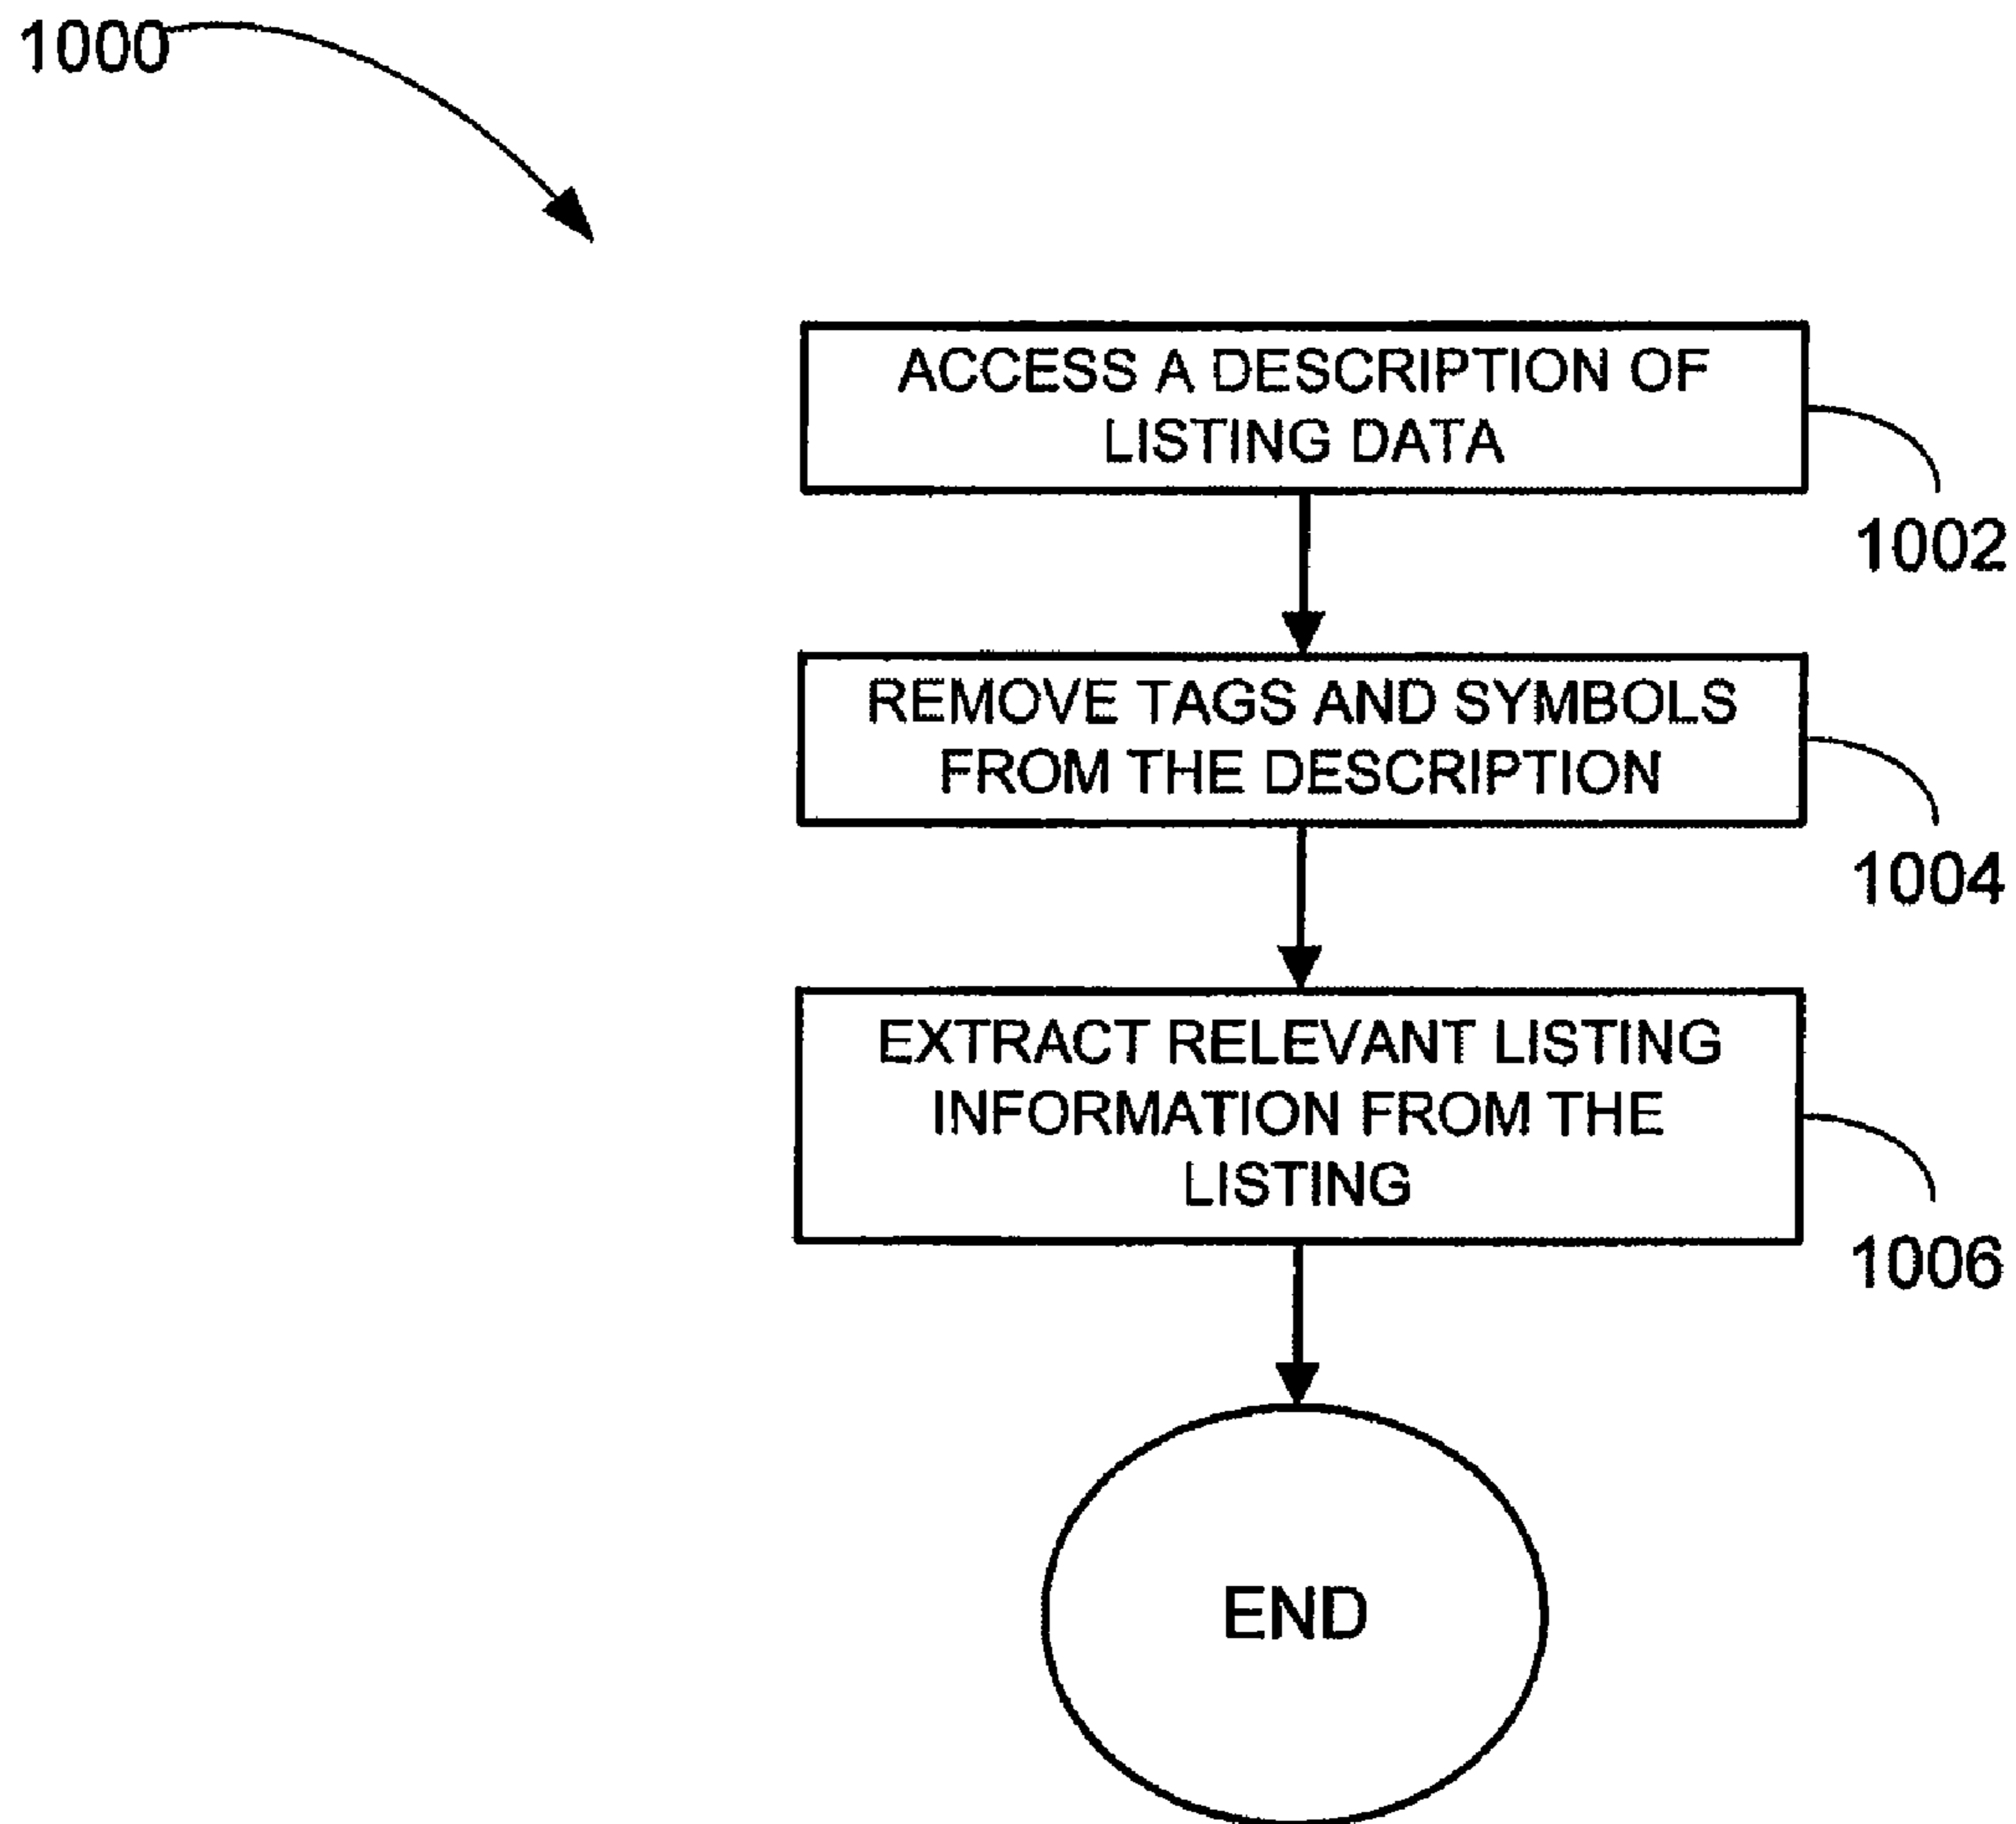 1000
ACCESS A DESCRIPTION OF
LISTING DATA
1002
REMOVE TAGS AND SYMBOLS
FROM THE DESCRIPTION
1004
EXTRACT RELEVANT LISTING
INFORMATION FROM THE
LISTING
1006
END